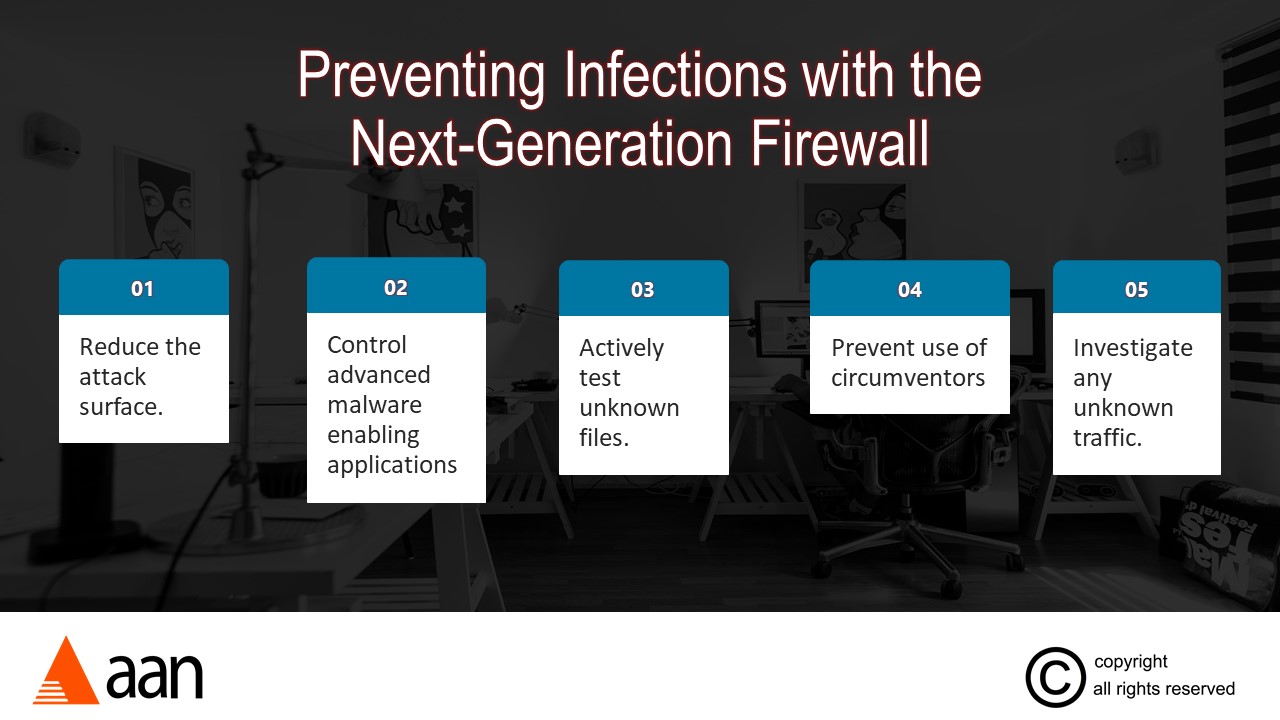 Preventing Infections with the
Next-Generation Firewall
01
Reduce the
attack
surface.
02
Control
advanced
malware
enabling
applications
03
Actively
test
unknown
files.
04
Prevent use of
circumventors
05
Investigate
any
unknown
traffic.
Festival d'
aan
©
copyright
all rights reserved